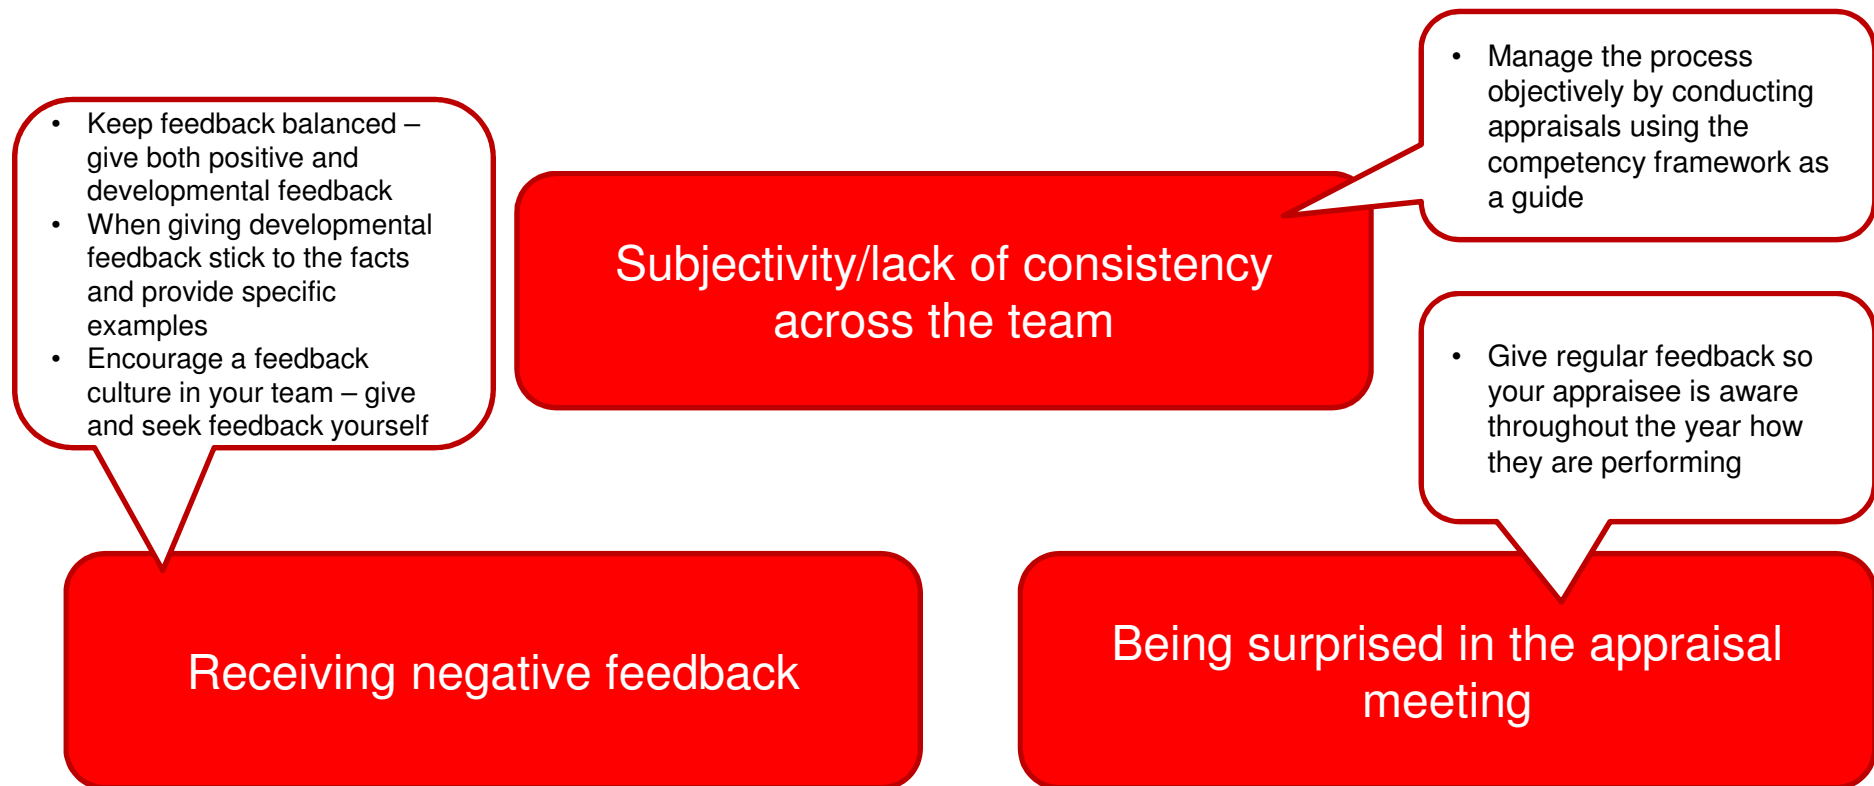 • Keep feedback balanced –
give both positive and
developmental feedback
• When giving developmental
feedback stick to the facts
and provide specific
examples
• Encourage a feedback
culture in your team – give
and seek feedback yourself
Subjectivity/lack of consistency
across the team
• Manage the process
objectively by conducting
appraisals using the
competency framework as
a guide
• Give regular feedback so
your appraisee is aware
throughout the year how
they are performing
Receiving negative feedback
Being surprised in the appraisal
meeting